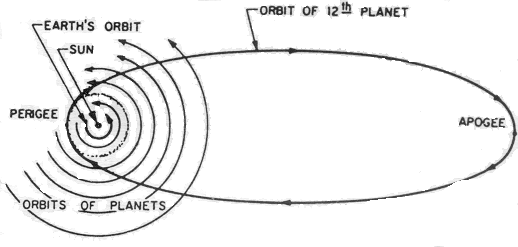 ORBIT OF 12th PLANET
EARTH'S ORBIT
SUN
PERIGEE
APOGEE
ORBITS OF PLANETS